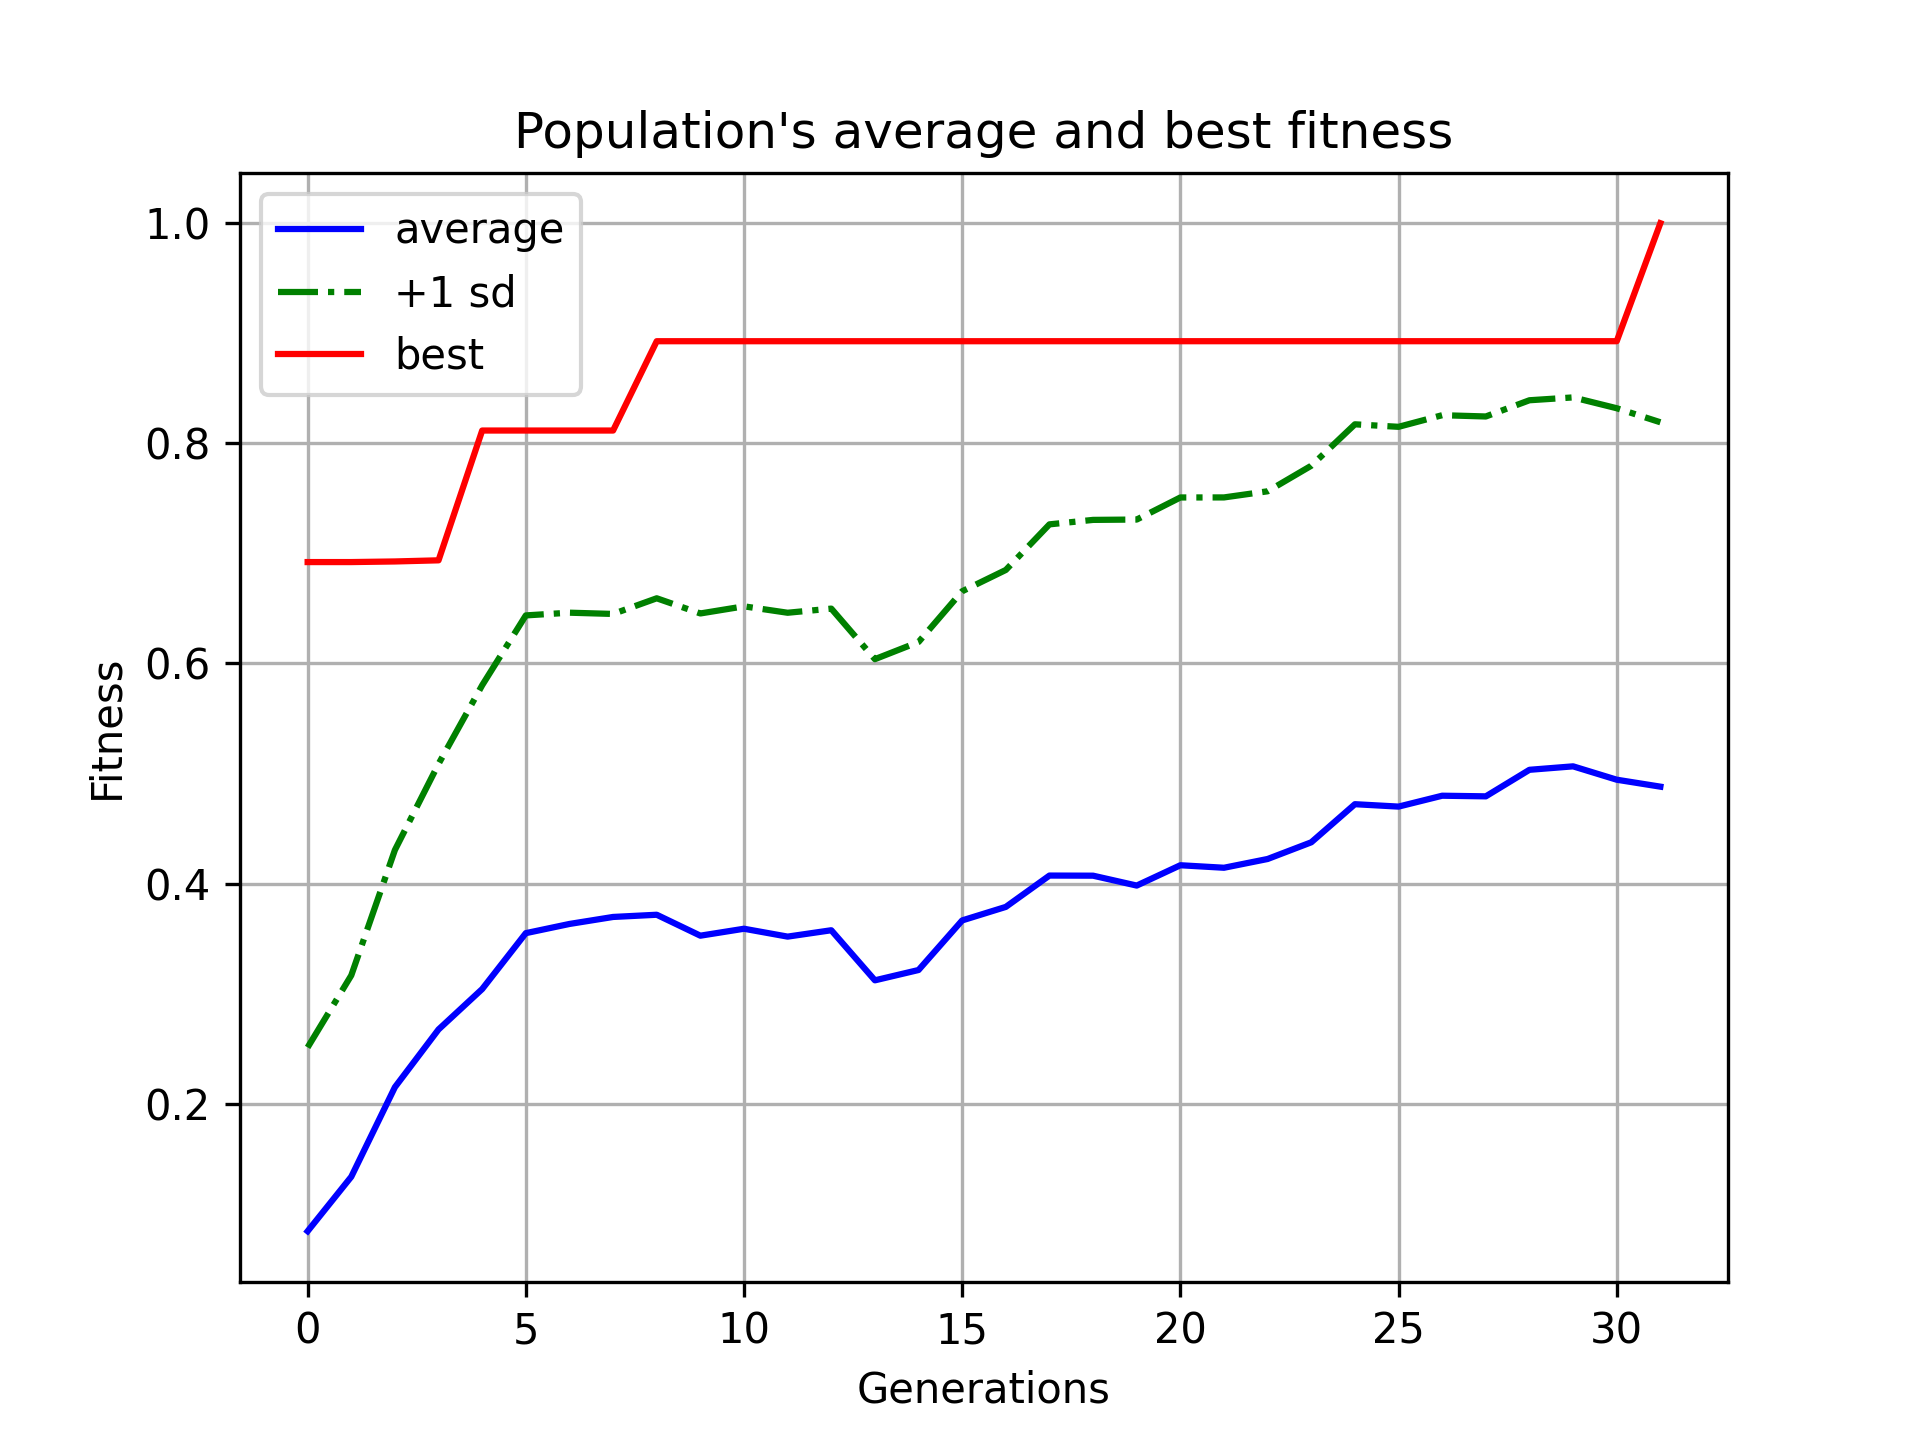 Population's average and best fitness
average
+1 sd
best
1.0
0.8
0.6
0.4
0.2
Fitness
0 5 10 15 20 25 30
Generations